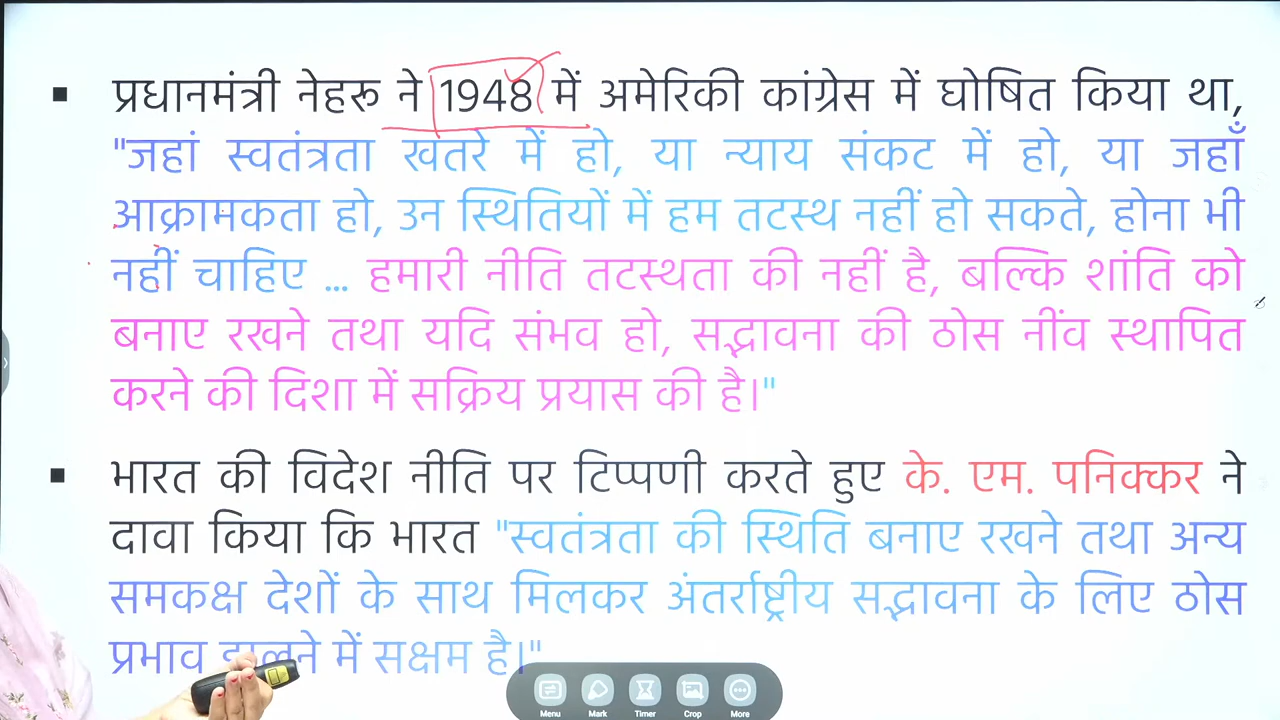 ▪ प्रधानमंत्री नेहरू ने 1948 में अमेरिकी कांग्रेस में घोषित किया था,
"जहां स्वतंत्रता खतरे में हो, या न्याय संकट में हो, या जहाँ
आक्रामकता हो, उन स्थितियों में हम तटस्थ नहीं हो सकते, होना भी
नहीं चाहिए ... हमारी नीति तटस्थता की नहीं है, बल्कि शांति को
बनाए रखने तथा यदि संभव हो, सद्भावना की ठोस नींव स्थापित
करने की दिशा में सक्रिय प्रयास की है।"
▪ भारत की विदेश नीति पर टिप्पणी करते हुए के. एम. पनिक्कर ने
दावा किया कि भारत "स्वतंत्रता की स्थिति बनाए रखने तथा अन्य
समकक्ष देशों के साथ मिलकर अंतर्राष्ट्रीय सद्भावना के लिए ठोस
प्रभाव डालने में सक्षम है।"
Menu Mark Timer Crop More